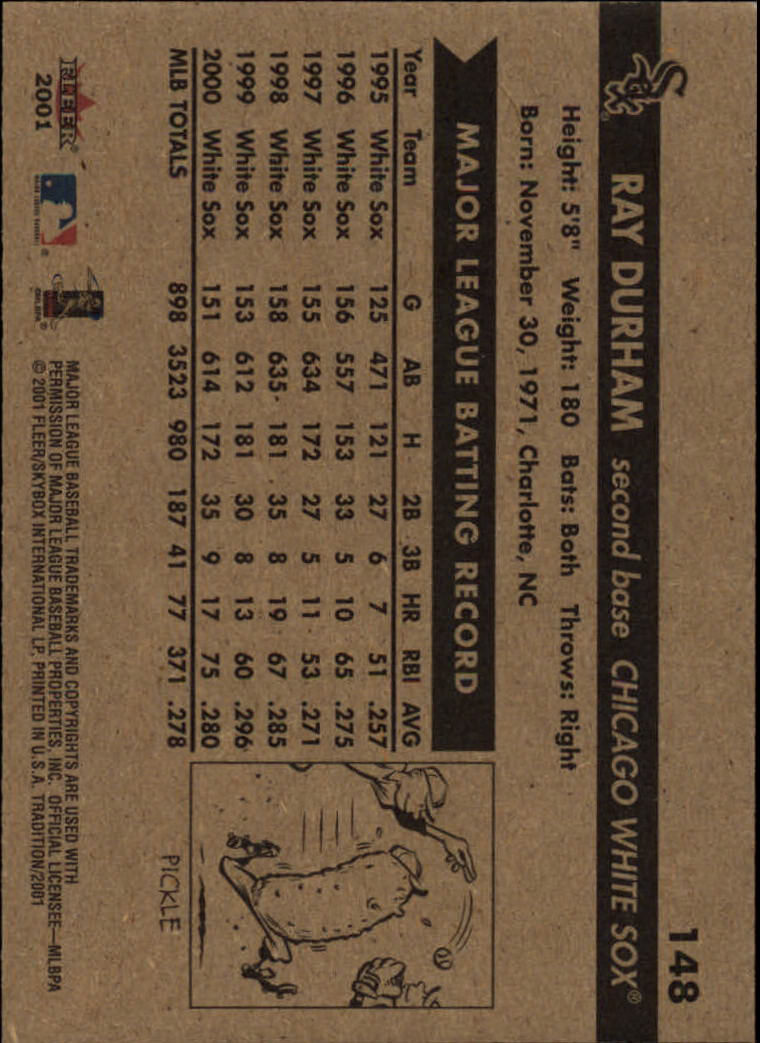 148
RAY DURHAM second base CHICAGO WHITE SOX®
Height: 5'8" Weight: 180 Bats: Both Throws: Right
Born: November 30, 1971, Charlotte, NC
MAJOR LEAGUE BATTING RECORD
Year Team G AB H 2B 3B HR RBI AVG
1995 White Sox 125 471 121 27 6 7 51 .257
1996 White Sox 156 557 153 33 5 10 65 .275
1997 White Sox 155 634 172 27 5 11 53 .271
1998 White Sox 158 635 181 35 8 19 67 .285
1999 White Sox 153 612 181 30 8 13 60 .296
2000 White Sox 151 614 172 35 9 17 75 .280
MLB TOTALS 898 3523 980 187 41 77 371 .278
PICKLE
FLEER
2001
MAJOR LEAGUE BASEBALL TRADEMARKS AND COPYRIGHTS ARE USED WITH
PERMISSION OF MAJOR LEAGUE BASEBALL PROPERTIES, INC. OFFICIAL LICENSEE—MLBPA
© 2001 FLEER/SKYBOX INTERNATIONAL LP. PRINTED IN U.S.A. TRADITION/2001